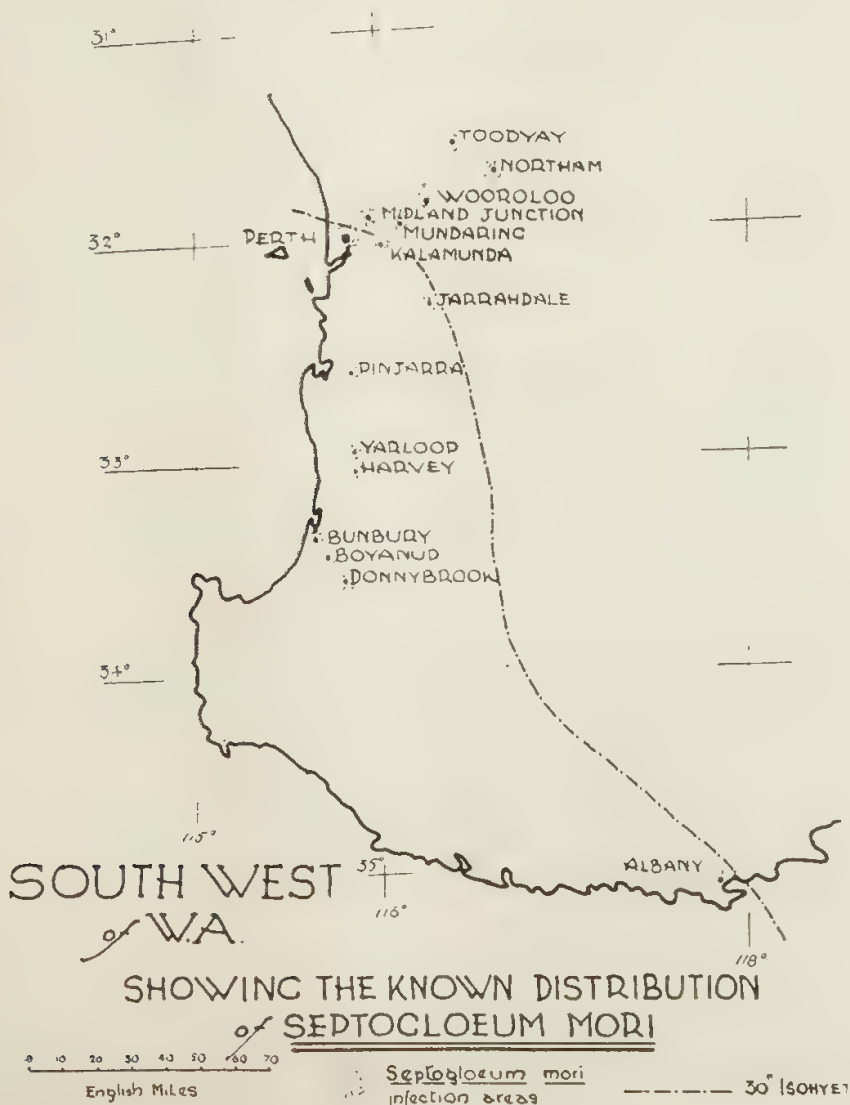 31°
TOODYAY
NORTHAM
WOOROLOO
MIDLAND JUNCTION
PERTH
MUNDARING
32°
KALAMUNDA
JARRAHDALE
PINJARRA
YARLOOP
33°
HARVEY
BUNBURY
BOYANUP
DONNYBROOK
34°
115°
35°
ALBANY
116°
118°
SOUTH WEST
of W.A.
SHOWING THE KNOWN DISTRIBUTION
of SEPTOGLOEUM MORI
0 10 20 30 40 50 60 70
English Miles
Septogloeum mori
infection areas
30" ISOHYET